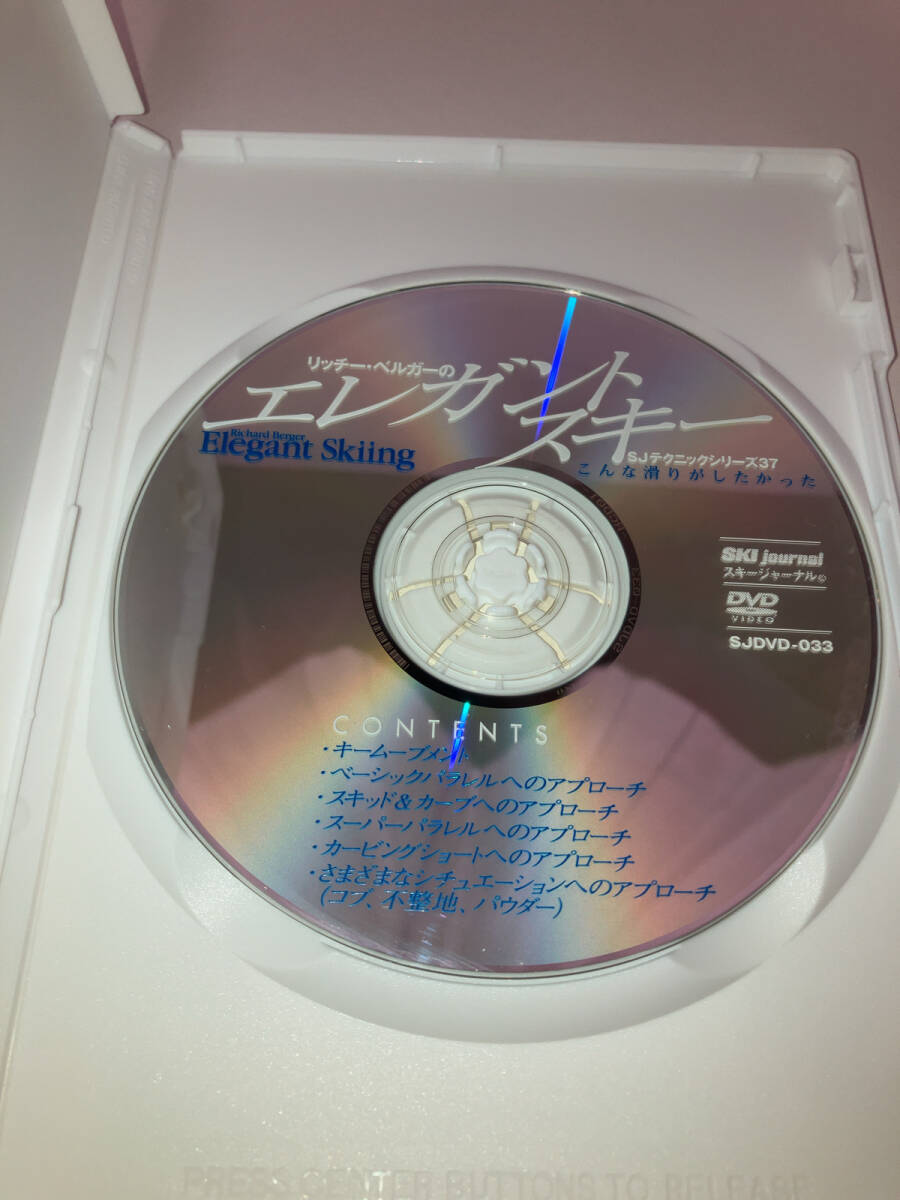 リッチー・ベルガーの
エレガント
スキー
Richard Berger
Elegant Skiing
SJテクニックシリーズ37
こんな滑りがしたかった
SKI journal
スキージャーナル©
DVD
VIDEO
SJDVD-033
CONTENTS
・キームーブメント
・ベーシックパラレルへのアプローチ
・スキッド&カーブへのアプローチ
・スーパーパラレルへのアプローチ
・カービングショートへのアプローチ
・さまざまなシチュエーションへのアプローチ
(コブ、不整地、パウダー)
PRESS CENTER BUTTONS TO RELEASE